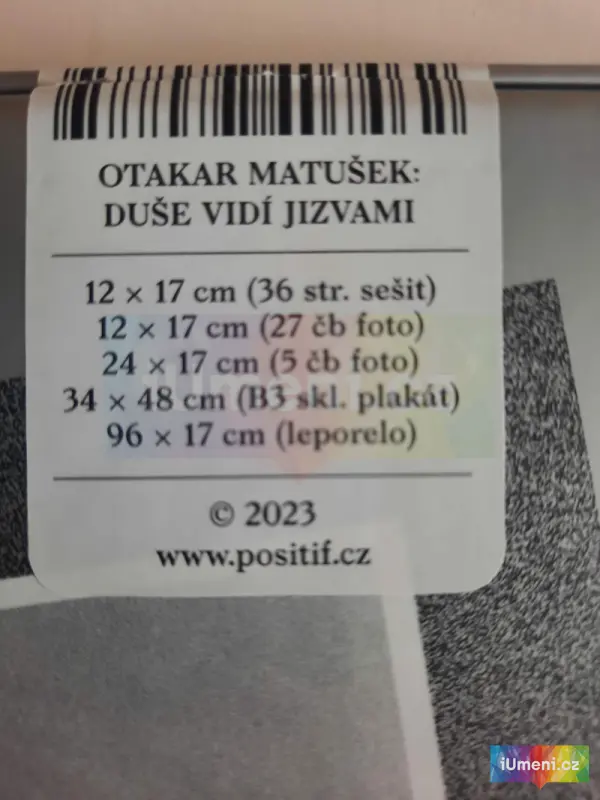 OTAKAR MATUŠEK:
DUŠE VIDÍ JIZVAMI
12 × 17 cm (36 str. sešit)
12 × 17 cm (27 čb foto)
24 × 17 cm (5 čb foto)
34 × 48 cm (B3 skl. plakát)
96 × 17 cm (leporelo)
© 2023
www.positif.cz
iUmeni.cz
iUmeni.cz